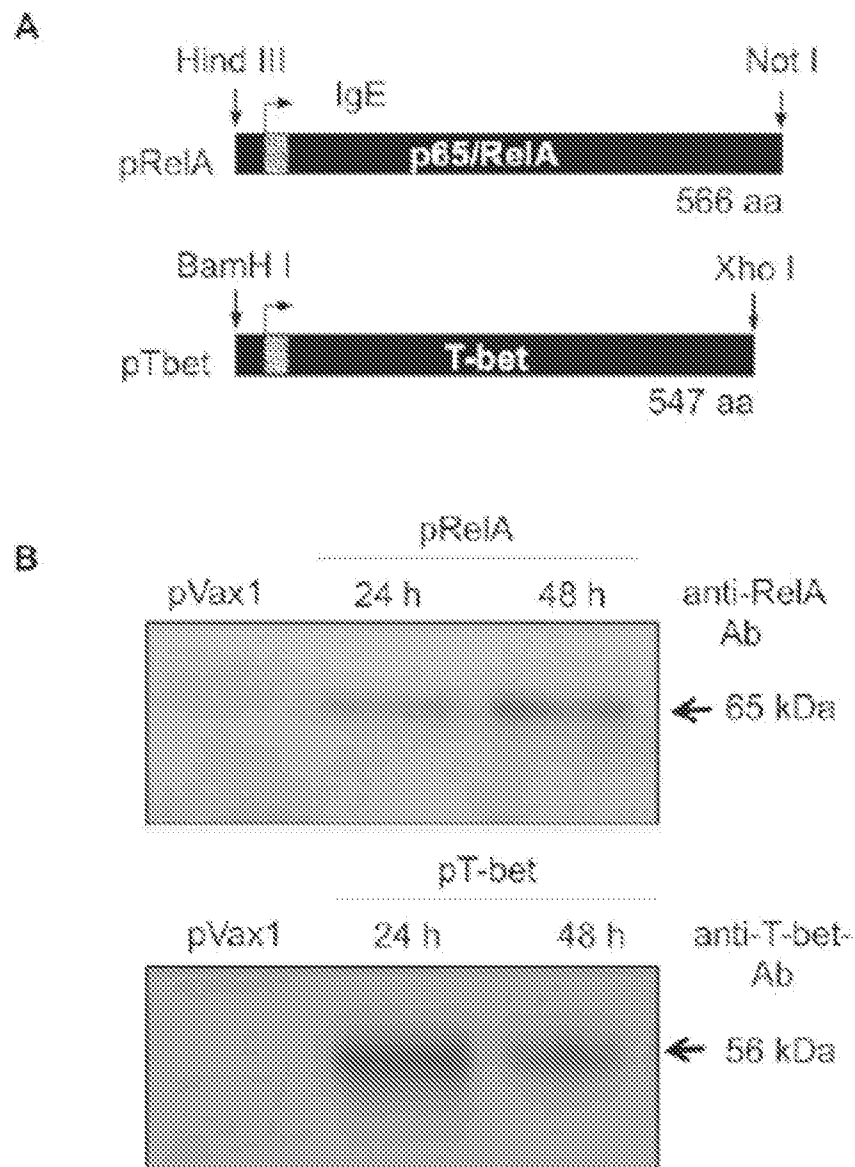 A
Hind III
Not I
IgE
pRelA
p65/RelA
566 aa
BamH I
Xho I
pTbet
T-bet
547 aa
B
pRelA
pVax1
24 h
48 h
anti-RelA
Ab
65 kDa
pT-bet
pVax1
24 h
48 h
anti-T-bet-
Ab
56 kDa